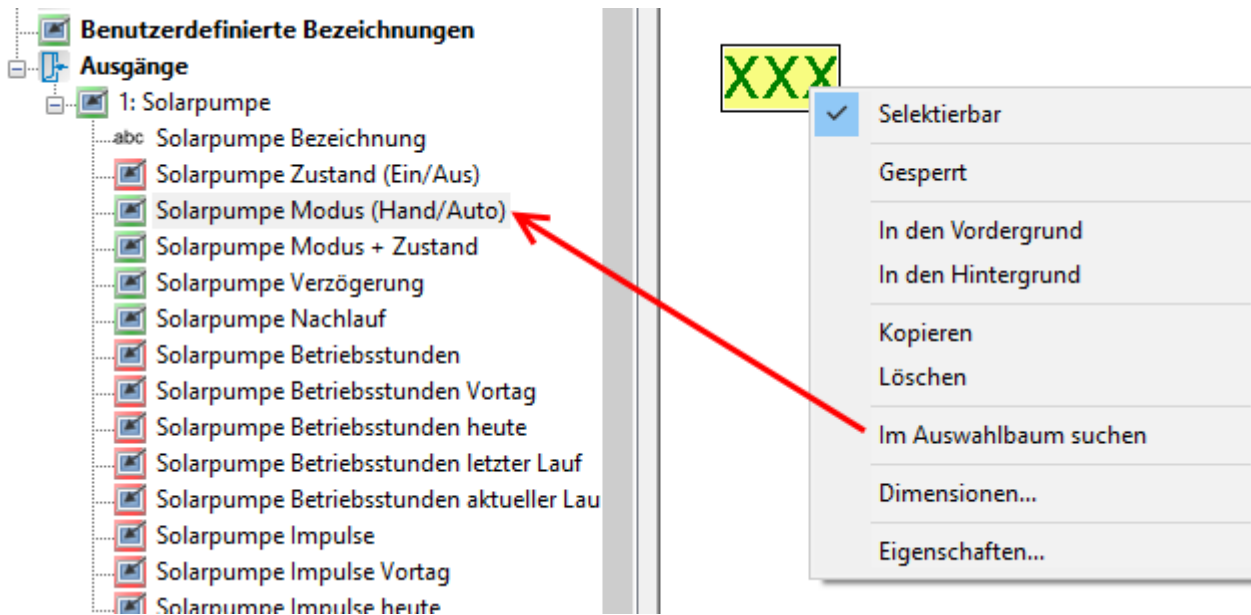 Benutzerdefinierte Bezeichnungen
Ausgänge
1: Solarpumpe
abc Solarpumpe Bezeichnung
Solarpumpe Zustand (Ein/Aus)
Solarpumpe Modus (Hand/Auto)
Solarpumpe Modus + Zustand
Solarpumpe Verzögerung
Solarpumpe Nachlauf
Solarpumpe Betriebsstunden
Solarpumpe Betriebsstunden Vortag
Solarpumpe Betriebsstunden heute
Solarpumpe Betriebsstunden letzter Lauf
Solarpumpe Betriebsstunden aktueller Lau
Solarpumpe Impulse
Solarpumpe Impulse Vortag
Solarpumpe Impulse heute
XXX
Selektierbar
Gesperrt
In den Vordergrund
In den Hintergrund
Kopieren
Löschen
Im Auswahlbaum suchen
Dimensionen...
Eigenschaften...